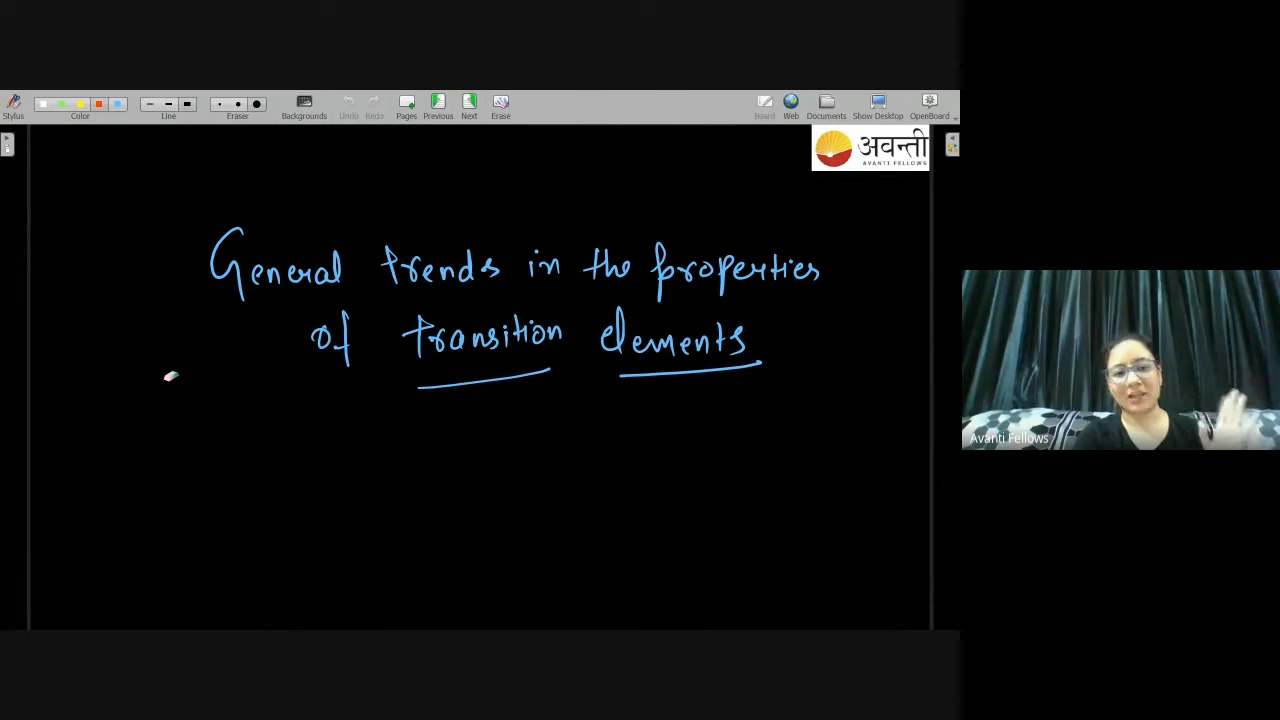 Stylus
Color
Line
Eraser
Backgrounds
Undo
Redo
Pages
Previous
Next
Erase
Board
Web
Documents
Show Desktop
OpenBoard
अवन्ती
AVANTI FELLOWS
General trends in the properties
of transition elements
Avanti Fellows